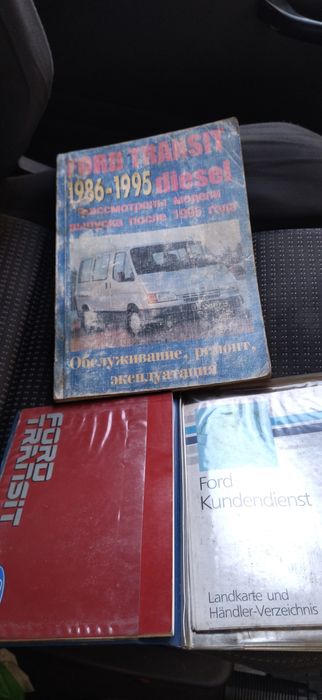 FORD TRANSIT
1986-1995 diesel
рассмотрены модели
выпуска после 1995 года
Обслуживание, ремонт,
эксплуатация
FORD
TRANSIT
Ford
Kundendienst
Landkarte und
Händler-Verzeichnis